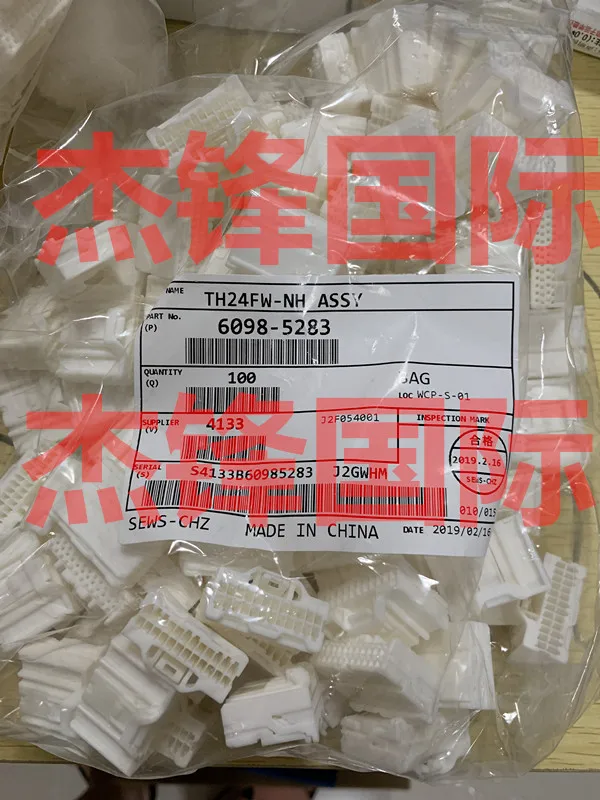 杰锋国际
NAME TH24FW-NH ASSY
PART No. (P) 6098-5283
QUANTITY (Q) 100 BAG
LOC WCP-S-01
SUPPLIER (V) 4133 J2F054001 INSPECTION MARK
合格
2019.2.16
SEWS-CHZ
杰锋国际
SERIAL (S) S4133B60985283 J2GWHM
010/015
SEWS-CHZ MADE IN CHINA DATE 2019/02/16